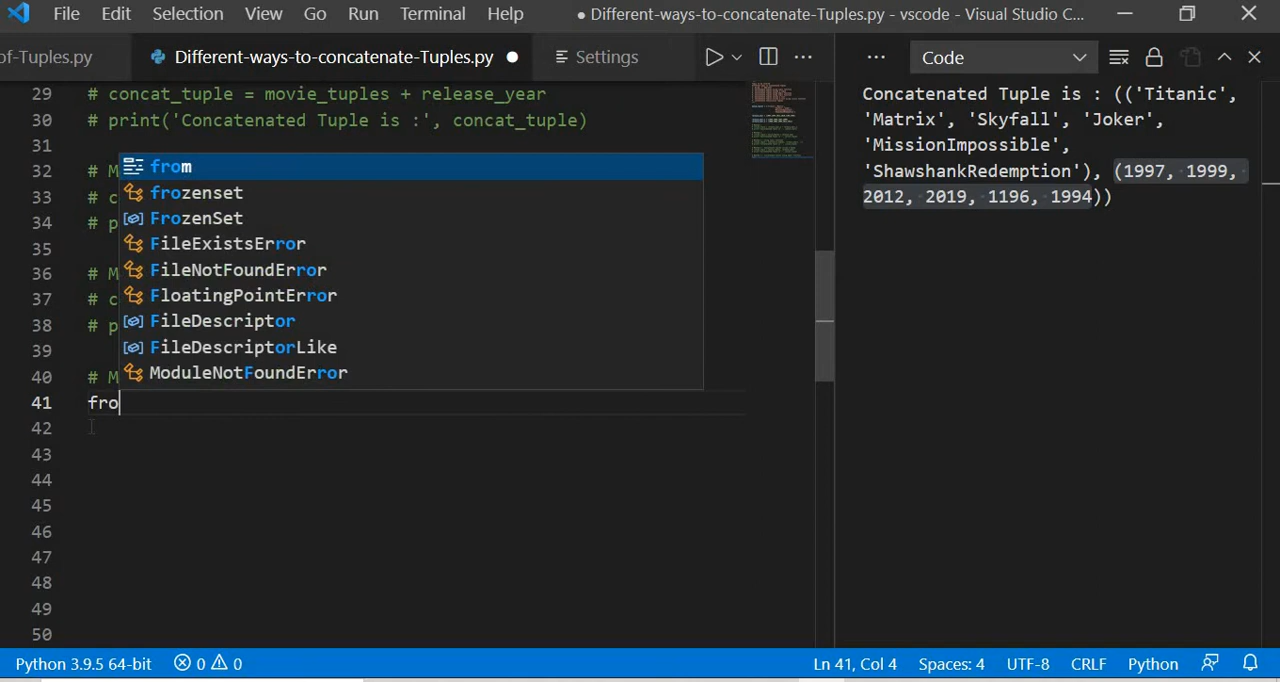 File Edit Selection View Go Run Terminal Help ● Different-ways-to-concatenate-Tuples.py - vscode - Visual Studio C...
of-Tuples.py Different-ways-to-concatenate-Tuples.py Settings ... ... Code
29 # concat_tuple = movie_tuples + release_year
30 # print('Concatenated Tuple is :', concat_tuple)
31
32 # M
33 # c
34 # p
35
36 # M
37 # c
38 # p
39
40 # M
41 fro
42
43
44
45
46
47
48
49
50
from
frozenset
FrozenSet
FileExistsError
FileNotFoundError
FloatingPointError
FileDescriptor
FileDescriptorLike
ModuleNotFoundError
Concatenated Tuple is : (('Titanic',
'Matrix', 'Skyfall', 'Joker',
'MissionImpossible',
'ShawshankRedemption'), (1997, 1999,
2012, 2019, 1196, 1994))
Python 3.9.5 64-bit 0 0 Ln 41, Col 4 Spaces: 4 UTF-8 CRLF Python